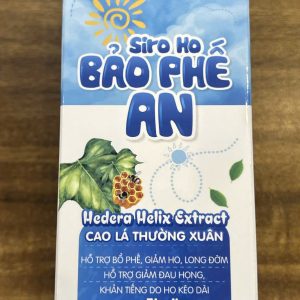 Siro Ho
BẢO PHẾ
AN
Hedera Helix Extract
CAO LÁ THƯỜNG XUÂN
HỖ TRỢ BỔ PHẾ, GIẢM HO, LONG ĐỜM
HỖ TRỢ GIẢM ĐAU HỌNG,
KHẢN TIẾNG DO HO KÉO DÀI